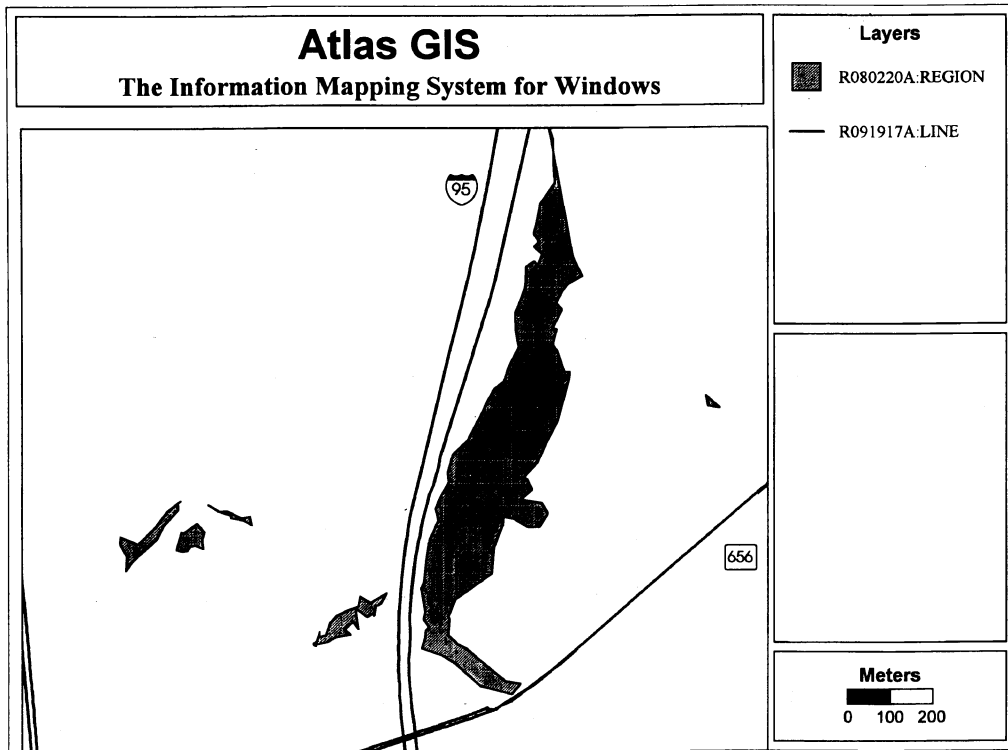 Atlas GIS
The Information Mapping System for Windows
Layers
R080220A:REGION
R091917A:LINE
95
656
Meters
0 100 200